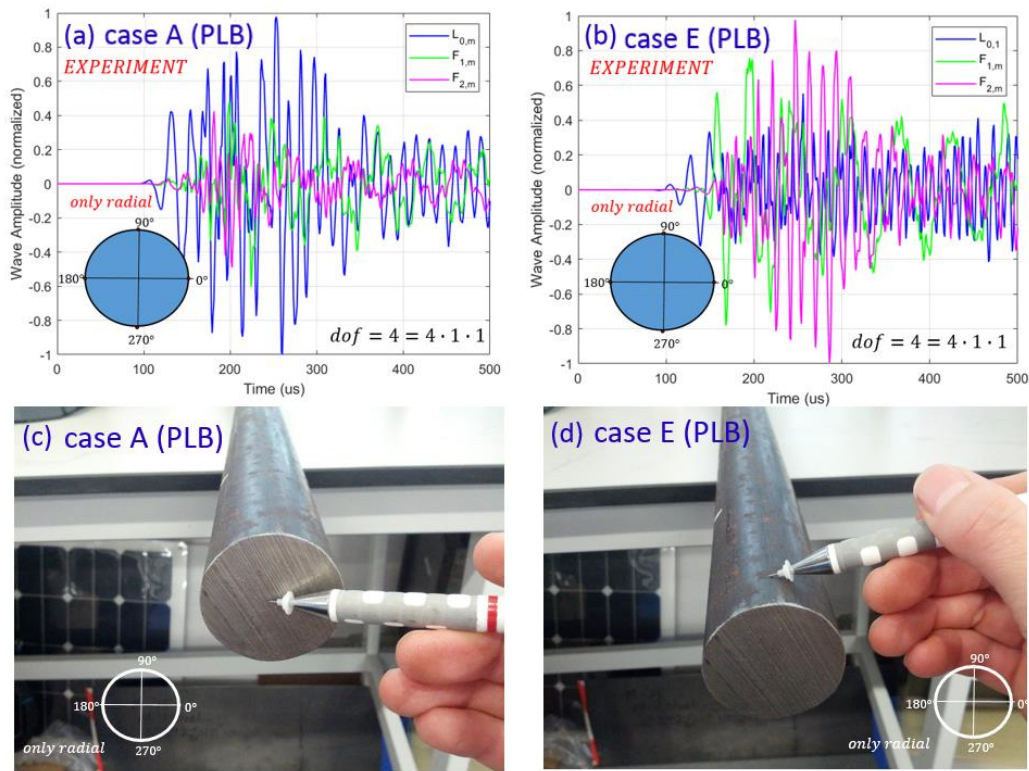 (a) case A (PLB)
EXPERIMENT
L0,m
F1,m
F2,m
Wave Amplitude (normalized)
1
0.8
0.6
0.4
0.2
0
-0.2
-0.4
-0.6
-0.8
-1
only radial
90°
180°
0°
270°
dof = 4 = 4 · 1 · 1
0 100 200 300 400 500
Time (us)
(b) case E (PLB)
EXPERIMENT
L0,1
F1,m
F2,m
Wave Amplitude (normalized)
1
0.8
0.6
0.4
0.2
0
-0.2
-0.4
-0.6
-0.8
-1
only radial
90°
180°
0°
270°
dof = 4 = 4 · 1 · 1
0 100 200 300 400 500
Time (us)
(c) case A (PLB)
90°
180°
0°
270°
only radial
(d) case E (PLB)
90°
180°
0°
270°
only radial